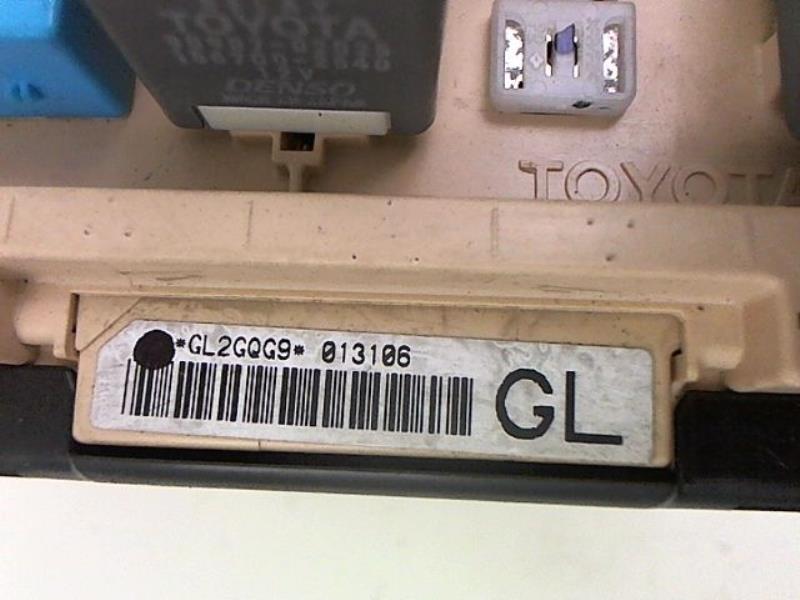 TOYOTA
12V
DENSO
TOYOTA
*GL2GQG9* 013106
GL